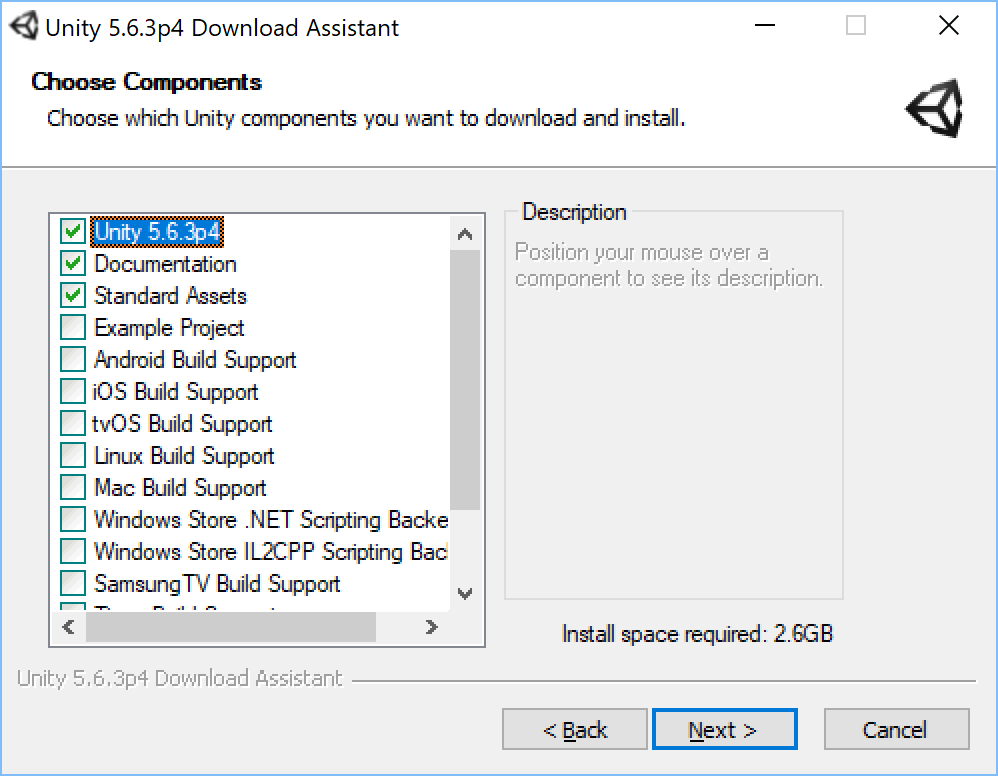 Unity 5.6.3p4 Download Assistant
Choose Components
Choose which Unity components you want to download and install.
Unity 5.6.3p4
Documentation
Standard Assets
Example Project
Android Build Support
iOS Build Support
tvOS Build Support
Linux Build Support
Mac Build Support
Windows Store .NET Scripting Backe
Windows Store IL2CPP Scripting Bac
SamsungTV Build Support
Description
Position your mouse over a
component to see its description.
Install space required: 2.6GB
Unity 5.6.3p4 Download Assistant
< Back
Next >
Cancel